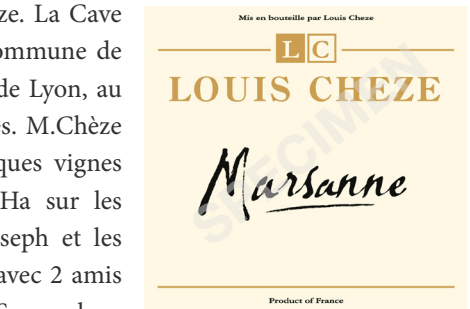 ze. La Cave
ommune de
de Lyon, au
es. M.Chèze
ques vignes
Ha sur les
seph et les
avec 2 amis
Mis en bouteille par Louis Cheze
LC
LOUIS CHEZE
Marsanne
SPECIMEN
Product of France